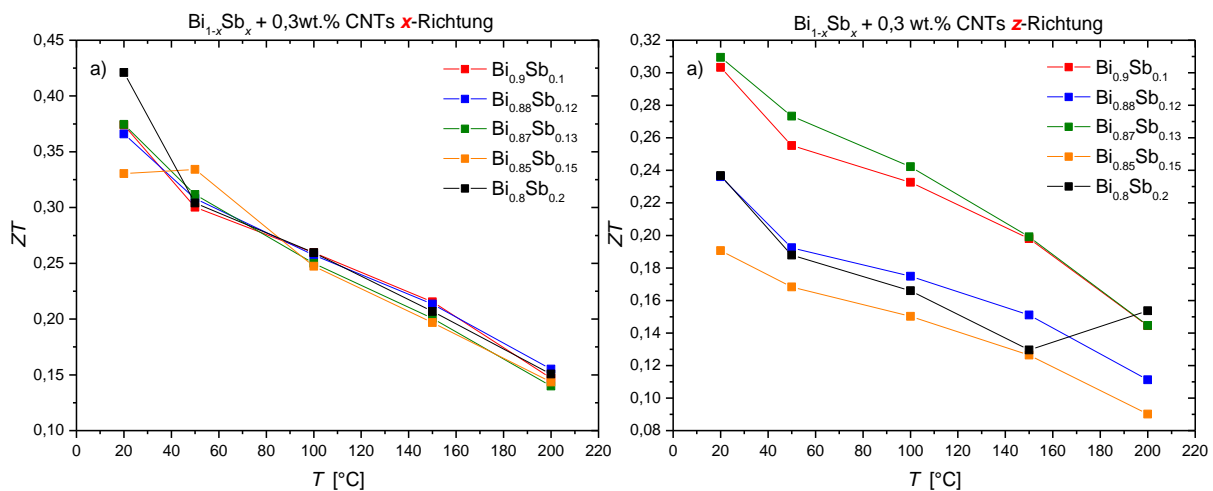 Bi1-xSbx + 0,3wt.% CNTs x-Richtung
a)
Bi0.9Sb0.1
Bi0.88Sb0.12
Bi0.87Sb0.13
Bi0.85Sb0.15
Bi0.8Sb0.2
0,45
0,40
0,35
0,30
0,25
0,20
0,15
0,10
ZT
0 20 40 60 80 100 120 140 160 180 200 220
T [°C]
Bi1-xSbx + 0,3 wt.% CNTs z-Richtung
a)
Bi0.9Sb0.1
Bi0.88Sb0.12
Bi0.87Sb0.13
Bi0.85Sb0.15
Bi0.8Sb0.2
0,32
0,30
0,28
0,26
0,24
0,22
0,20
0,18
0,16
0,14
0,12
0,10
0,08
ZT
0 20 40 60 80 100 120 140 160 180 200 220
T [°C]